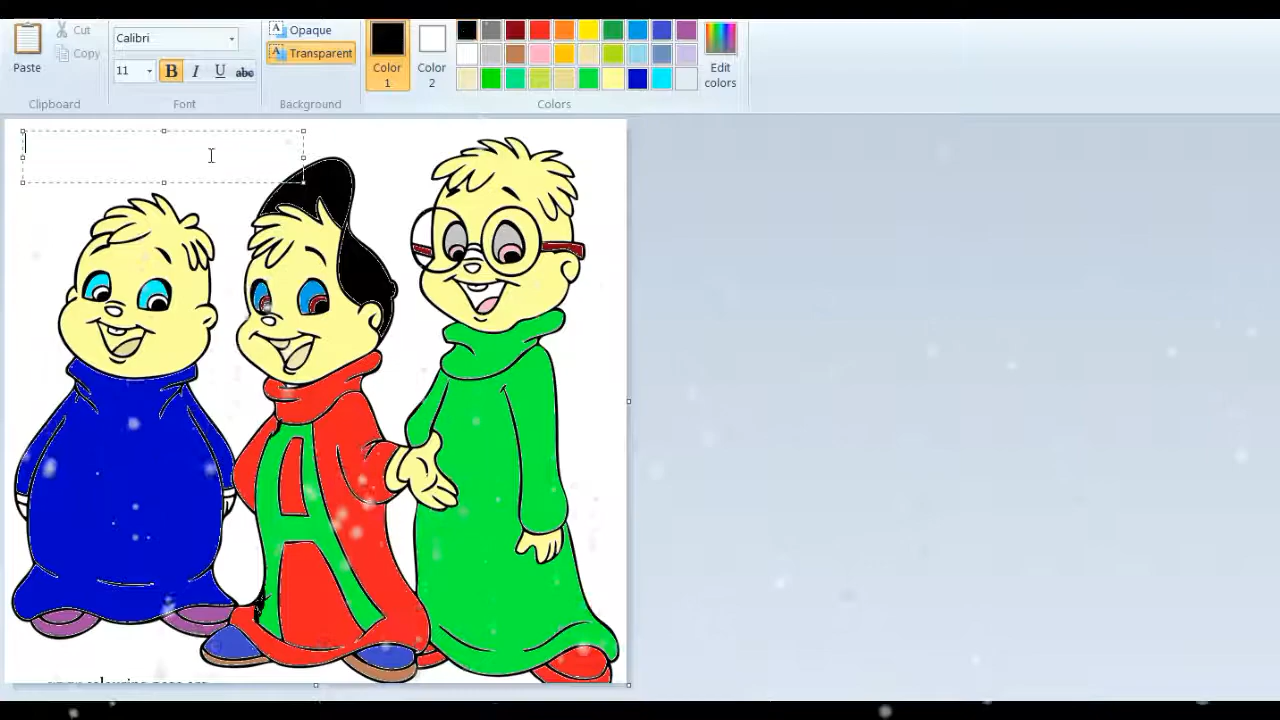 Cut
Copy
Paste
Clipboard
Calibri
11
B I U abc
Font
Opaque
Transparent
Background
Color
1
Color
2
Edit
colors
Colors
A